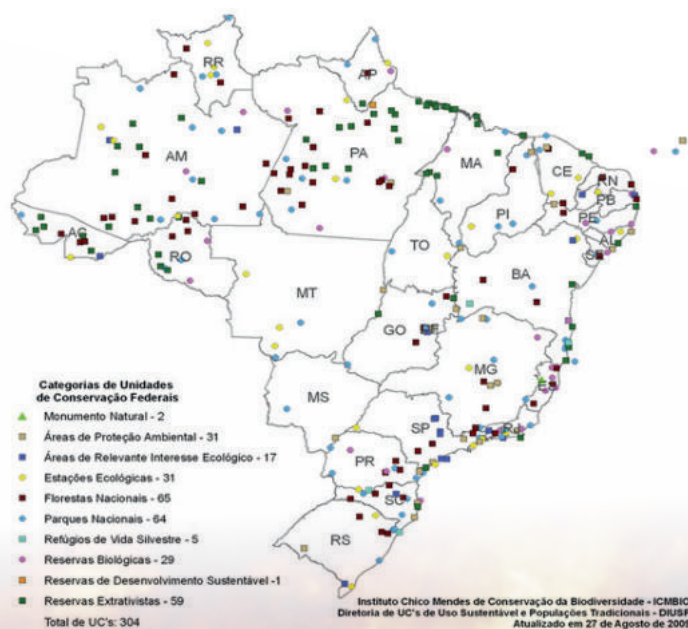 RR
AP
AM
PA
MA
CE
RN
PB
PE
AL
SE
PI
AC
RO
TO
BA
MT
GO
DF
MG
ES
MS
SP
RJ
PR
SC
RS
Categorias de Unidades
de Conservação Federais
Monumento Natural - 2
Áreas de Proteção Ambiental - 31
Áreas de Relevante Interesse Ecológico - 17
Estações Ecológicas - 31
Florestas Nacionais - 65
Parques Nacionais - 64
Refúgios de Vida Silvestre - 5
Reservas Biológicas - 29
Reservas de Desenvolvimento Sustentável -1
Reservas Extrativistas - 59
Total de UC's: 304
Instituto Chico Mendes de Conservação da Biodiversidade - ICMBIO
Diretoria de UC's de Uso Sustentável e Populações Tradicionais - DIUSP
Atualizado em 27 de Agosto de 2009